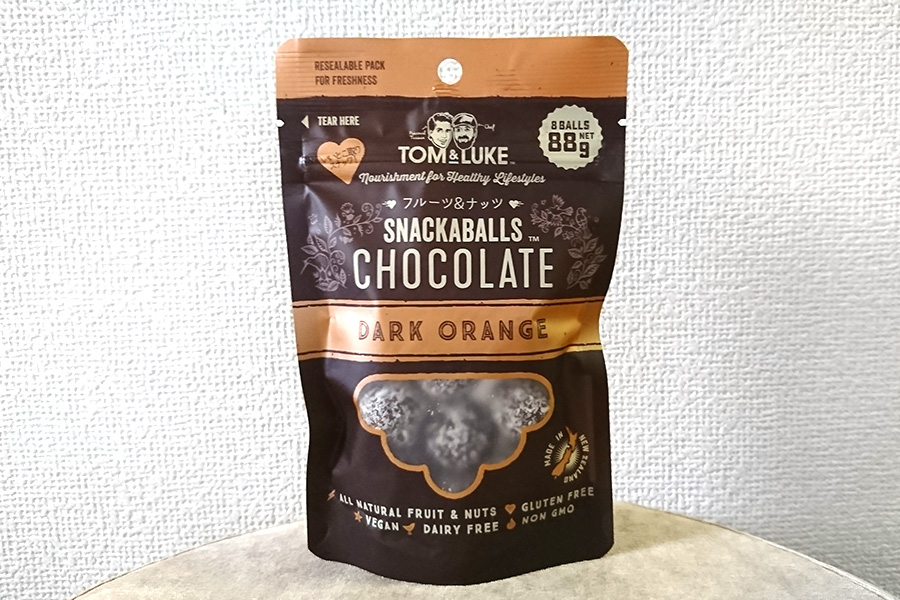 RESEALABLE PACK
FOR FRESHNESS
TEAR HERE
8 BALLS
88g NET
TOM & LUKE™
Nourishment for Healthy Lifestyles
フルーツ&ナッツ
SNACKABALLS™
CHOCOLATE
DARK ORANGE
MADE IN NEW ZEALAND
ALL NATURAL FRUIT & NUTS GLUTEN FREE
VEGAN DAIRY FREE NON GMO